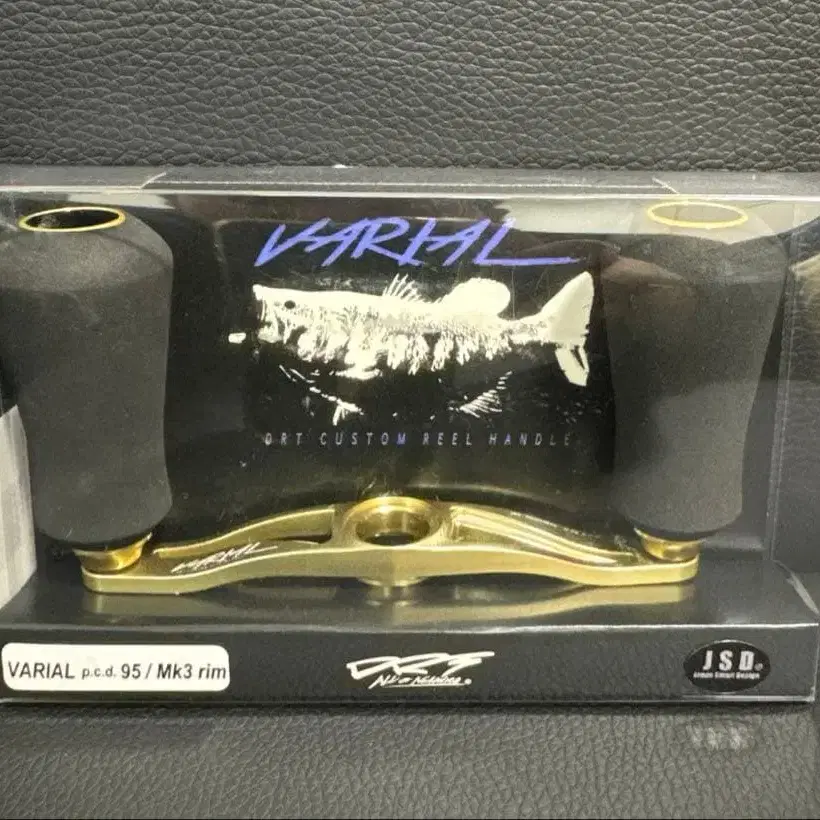 VARIAL
DRT CUSTOM REEL HANDLE
VARIAL
VARIAL p.c.d. 95 / Mk3 rim
DRT
JSD